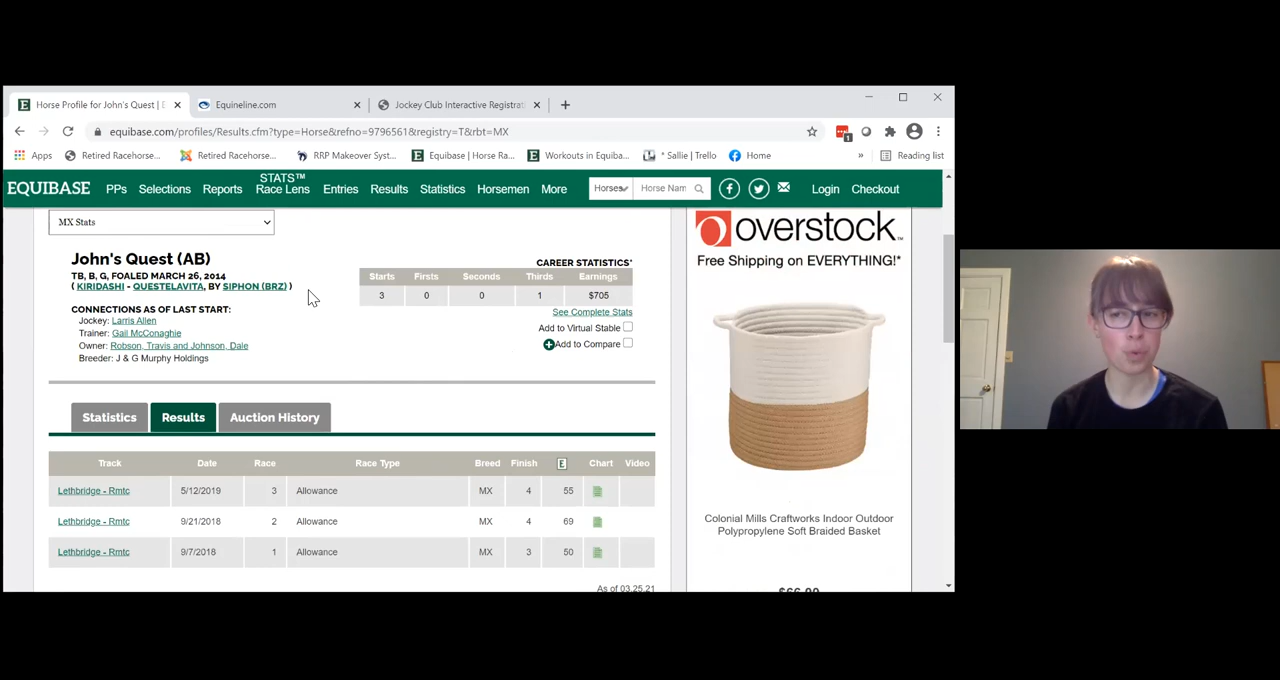 Horse Profile for John's Quest | E
Equineline.com
Jockey Club Interactive Registrat
equibase.com/profiles/Results.cfm?type=Horse&refno=9796561&registry=T&rbt=MX
1
Apps
Retired Racehorse...
Retired Racehorse...
RRP Makeover Syst...
Equibase | Horse Ra...
Workouts in Equiba...
* Sallie | Trello
Home
»
Reading list
EQUIBASE
PPs
Selections
Reports
STATS™
Race Lens
Entries
Results
Statistics
Horsemen
More
Horses
Horse Nam
Login
Checkout
MX Stats
John's Quest (AB)
TB, B, G, FOALED MARCH 26, 2014
( KIRIDASHI - QUESTELAVITA, BY SIPHON (BRZ) )
CONNECTIONS AS OF LAST START:
Jockey: Larris Allen
Trainer: Gail McConaghie
Owner: Robson, Travis and Johnson, Dale
Breeder: J & G Murphy Holdings
CAREER STATISTICS*
Starts Firsts Seconds Thirds Earnings
3 0 0 1 $705
See Complete Stats
Add to Virtual Stable
Add to Compare
Statistics Results Auction History
Track Date Race Race Type Breed Finish E Chart Video
Lethbridge - Rmtc 5/12/2019 3 Allowance MX 4 55
Lethbridge - Rmtc 9/21/2018 2 Allowance MX 4 69
Lethbridge - Rmtc 9/7/2018 1 Allowance MX 3 50
As of 03.25.21
overstock™
Free Shipping on EVERYTHING!*
Colonial Mills Craftworks Indoor Outdoor
Polypropylene Soft Braided Basket